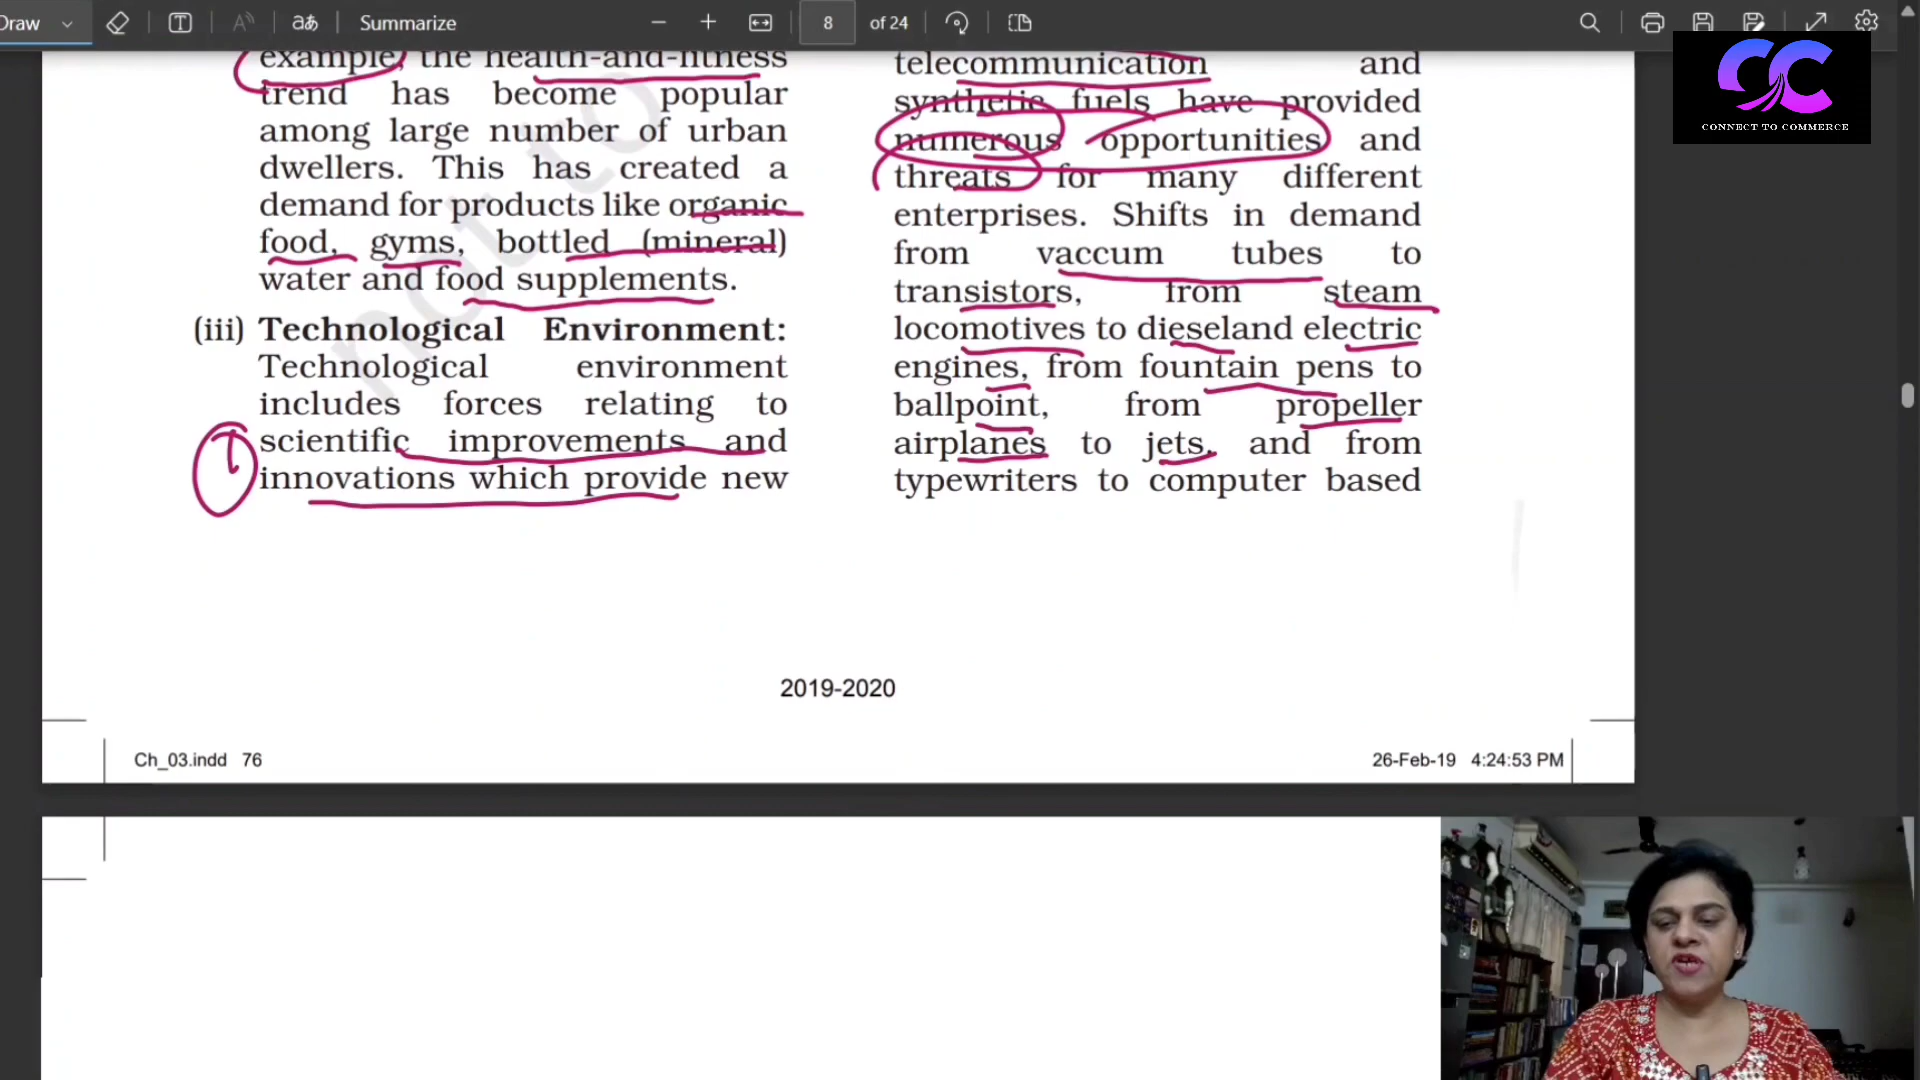 Draw
Summarize
8 of 24
CONNECT TO COMMERCE
example, the health-and-fitness
trend has become popular
among large number of urban
dwellers. This has created a
demand for products like organic
food, gyms, bottled (mineral)
water and food supplements.
(iii) Technological Environment:
Technological environment
includes forces relating to
scientific improvements and
innovations which provide new
telecommunication and
synthetic fuels have provided
numerous opportunities and
threats for many different
enterprises. Shifts in demand
from vaccum tubes to
transistors, from steam
locomotives to dieseland electric
engines, from fountain pens to
ballpoint, from propeller
airplanes to jets, and from
typewriters to computer based
not to
2019-2020
Ch_03.indd 76
26-Feb-19 4:24:53 PM